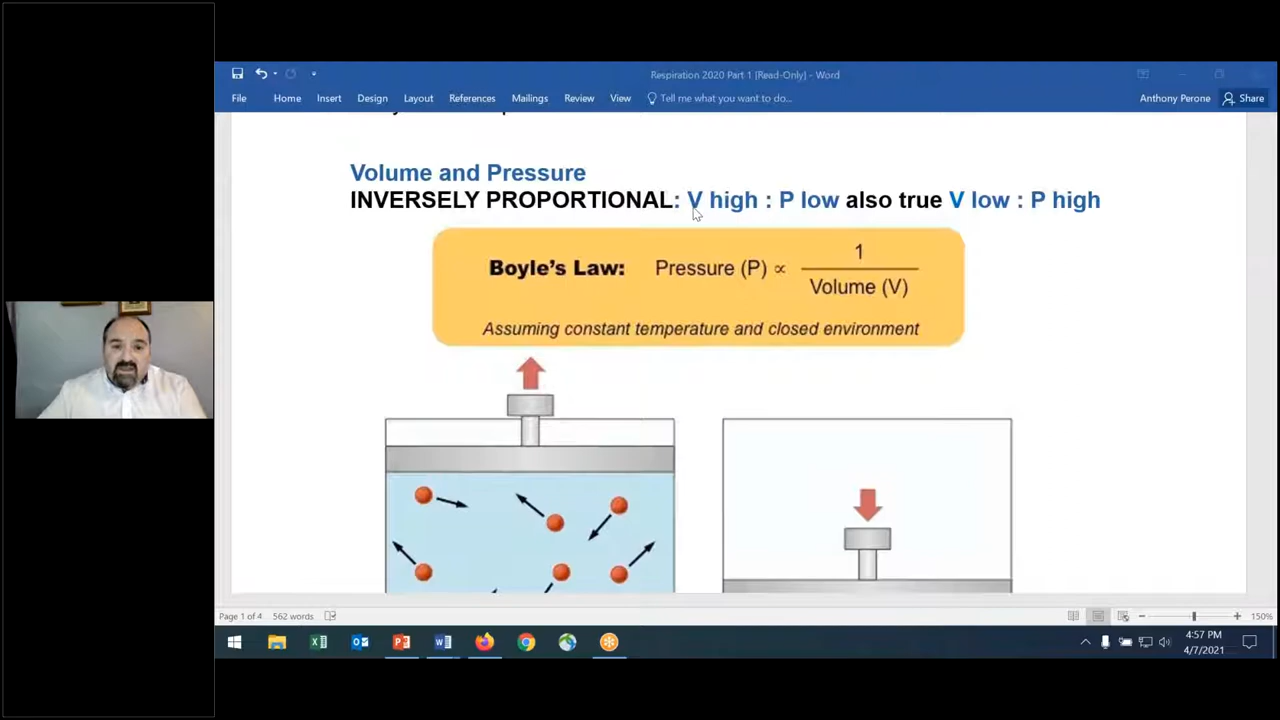 Respiration 2020 Part 1 [Read-Only] - Word
File Home Insert Design Layout References Mailings Review View Tell me what you want to do... Anthony Perone Share
Volume and Pressure
INVERSELY PROPORTIONAL: V high : P low also true V low : P high
Boyle's Law: Pressure (P) ∝ 1
Volume (V)
Assuming constant temperature and closed environment
Page 1 of 4 562 words 150%
4:57 PM
4/7/2021